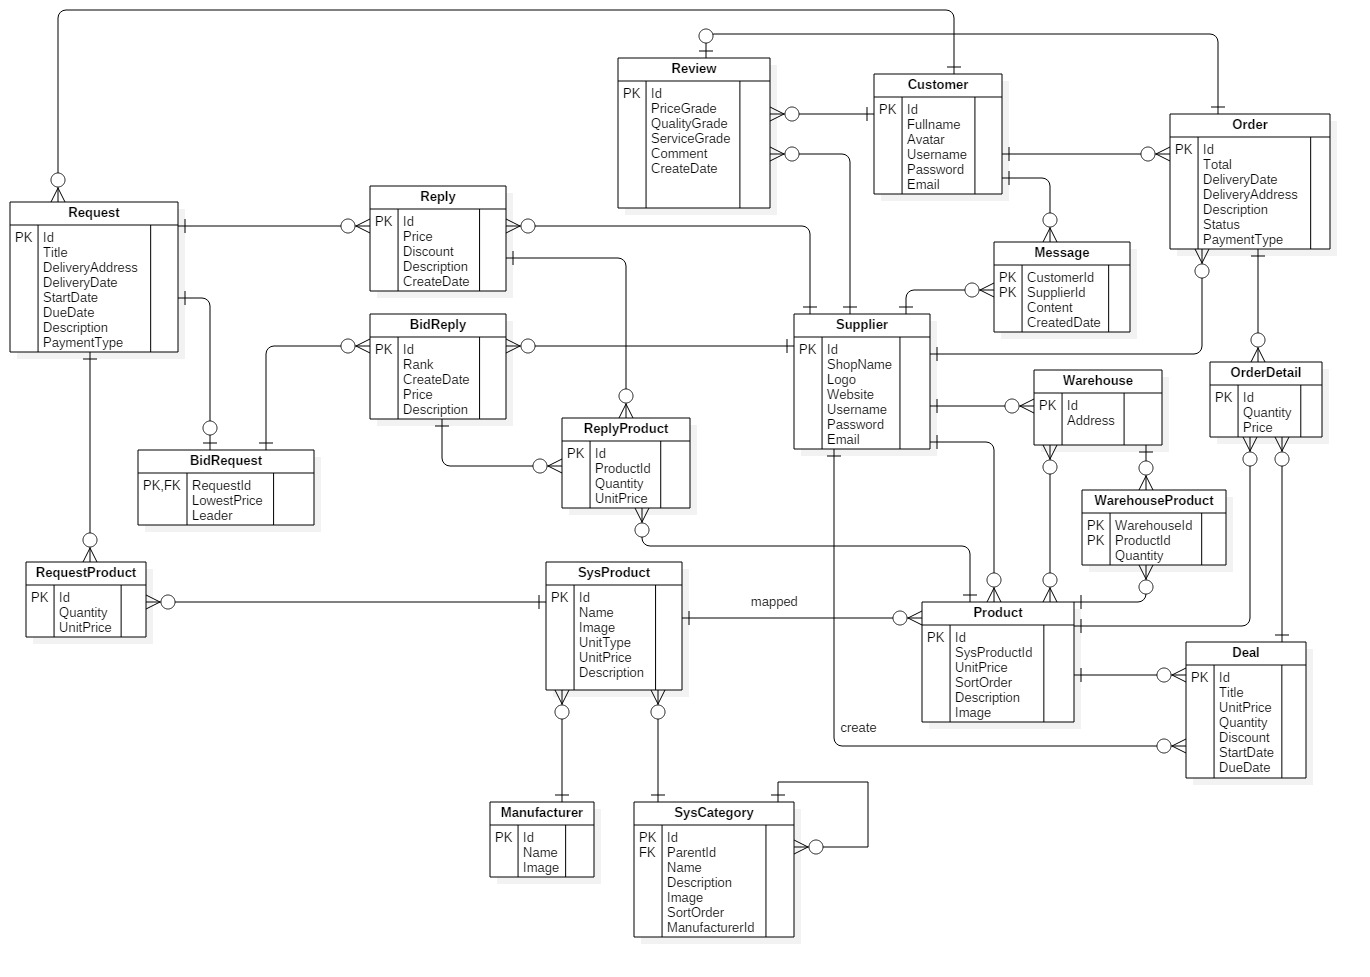 Review
PK Id
PriceGrade
QualityGrade
ServiceGrade
Comment
CreateDate
Customer
PK Id
Fullname
Avatar
Username
Password
Email
Order
PK Id
Total
DeliveryDate
DeliveryAddress
Description
Status
PaymentType
Request
PK Id
Title
DeliveryAddress
DeliveryDate
StartDate
DueDate
Description
PaymentType
Reply
PK Id
Price
Discount
Description
CreateDate
Message
PK CustomerId
PK SupplierId
Content
CreatedDate
BidReply
PK Id
Rank
CreateDate
Price
Description
Supplier
PK Id
ShopName
Logo
Website
Username
Password
Email
Warehouse
PK Id
Address
OrderDetail
PK Id
Quantity
Price
ReplyProduct
PK Id
ProductId
Quantity
UnitPrice
BidRequest
PK,FK RequestId
LowestPrice
Leader
WarehouseProduct
PK WarehouseId
PK ProductId
Quantity
RequestProduct
PK Id
Quantity
UnitPrice
SysProduct
PK Id
Name
Image
UnitType
UnitPrice
Description
mapped
Product
PK Id
SysProductId
UnitPrice
SortOrder
Description
Image
Deal
PK Id
Title
UnitPrice
Quantity
Discount
StartDate
DueDate
create
Manufacturer
PK Id
Name
Image
SysCategory
PK Id
FK ParentId
Name
Description
Image
SortOrder
ManufacturerId